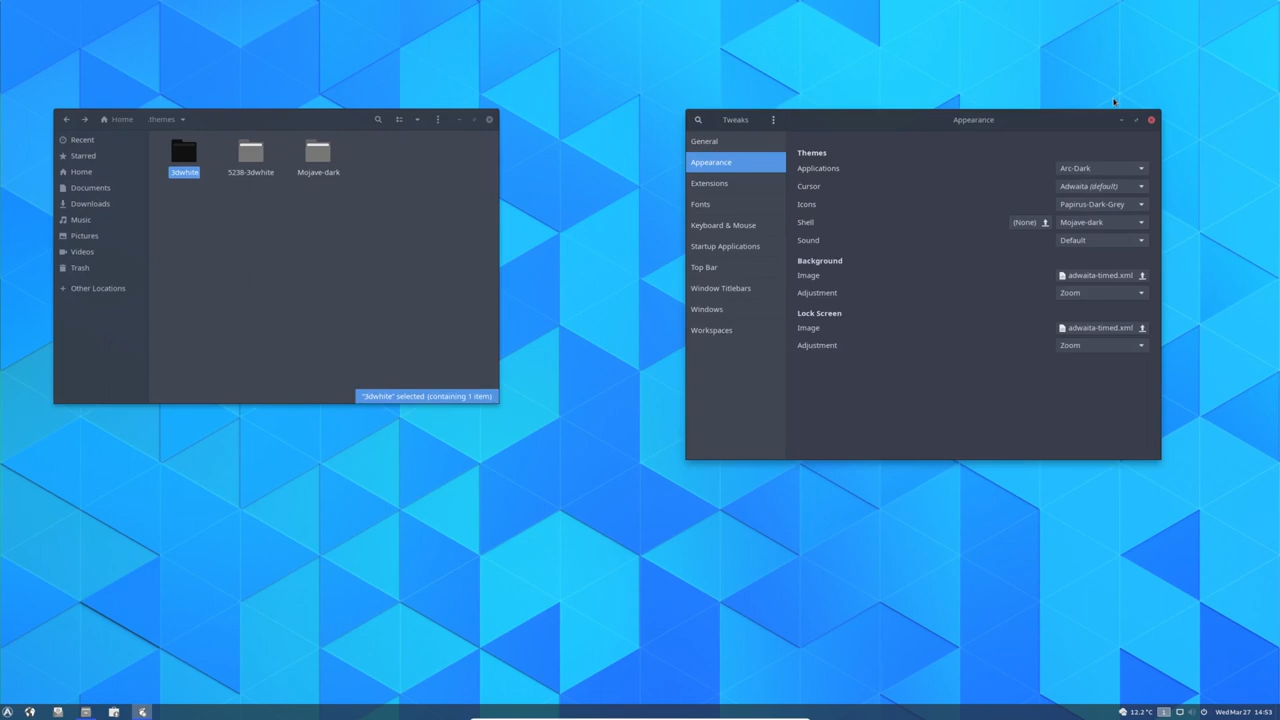 Home
.themes
Recent
Starred
Home
Documents
Downloads
Music
Pictures
Videos
Trash
Other Locations
3dwhite
5238-3dwhite
Mojave-dark
"3dwhite" selected (containing 1 item)
Tweaks
Appearance
General
Appearance
Extensions
Fonts
Keyboard & Mouse
Startup Applications
Top Bar
Window Titlebars
Windows
Workspaces
Themes
Applications
Arc-Dark
Cursor
Adwaita (default)
Icons
Papirus-Dark-Grey
Shell
(None)
Mojave-dark
Sound
Default
Background
Image
adwaita-timed.xml
Adjustment
Zoom
Lock Screen
Image
adwaita-timed.xml
Adjustment
Zoom
12.2 °C
1
Wed Mar 27 14:53